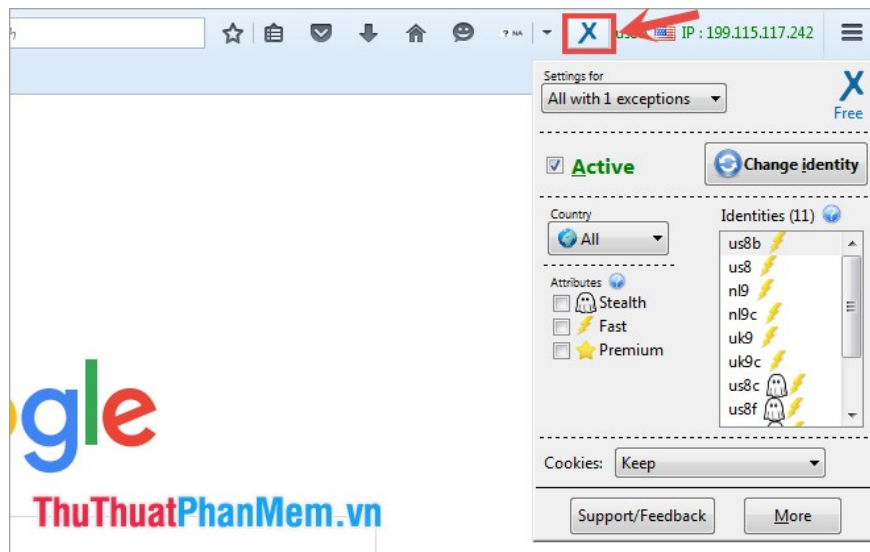 ? NA
IP : 199.115.117.242
Settings for
All with 1 exceptions
X
Free
Active
Change identity
Country
All
Identities (11)
us8b
us8
nl9
nl9c
uk9
uk9c
us8c
us8f
Attributes
Stealth
Fast
Premium
ogle
Cookies:
Keep
ThuThuatPhanMem.vn
Support/Feedback
More